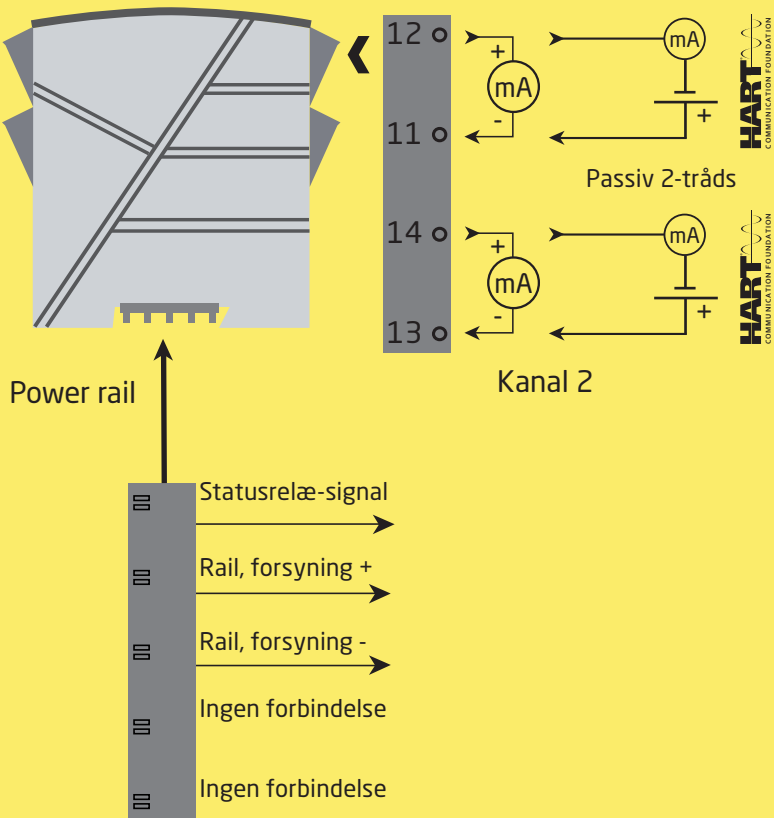 12
+
mA
-
11
mA
+
HART
COMMUNICATION FOUNDATION
Passiv 2-tråds
14
+
mA
-
13
mA
+
HART
COMMUNICATION FOUNDATION
Kanal 2
Power rail
Statusrelæ-signal
Rail, forsyning +
Rail, forsyning -
Ingen forbindelse
Ingen forbindelse